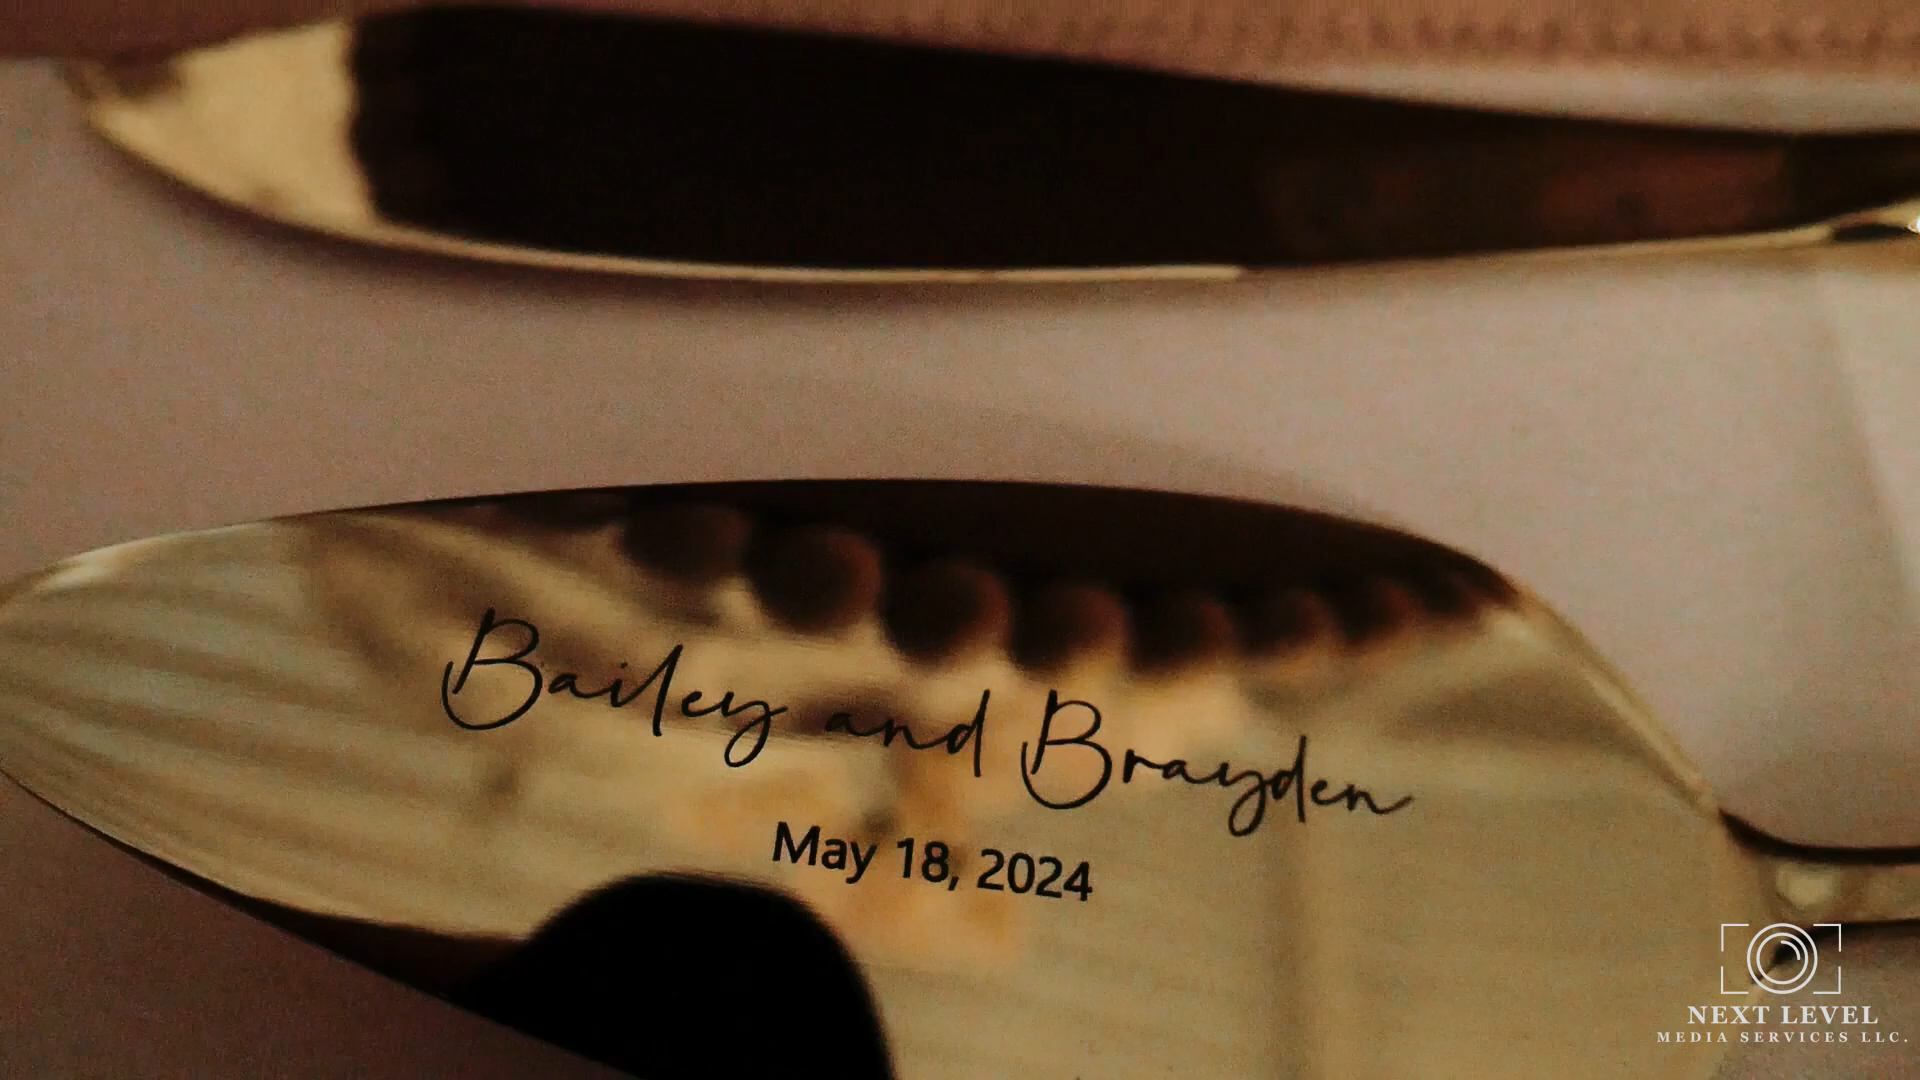 Bailey and Brayden
May 18, 2024
NEXT LEVEL
MEDIA SERVICES LLC.